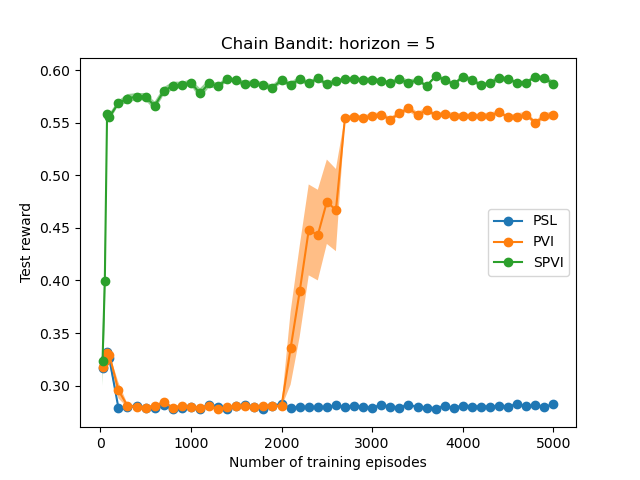 Chain Bandit: horizon = 5
Test reward
0.60
0.55
0.50
0.45
0.40
0.35
0.30
PSL
PVI
SPVI
0 1000 2000 3000 4000 5000
Number of training episodes